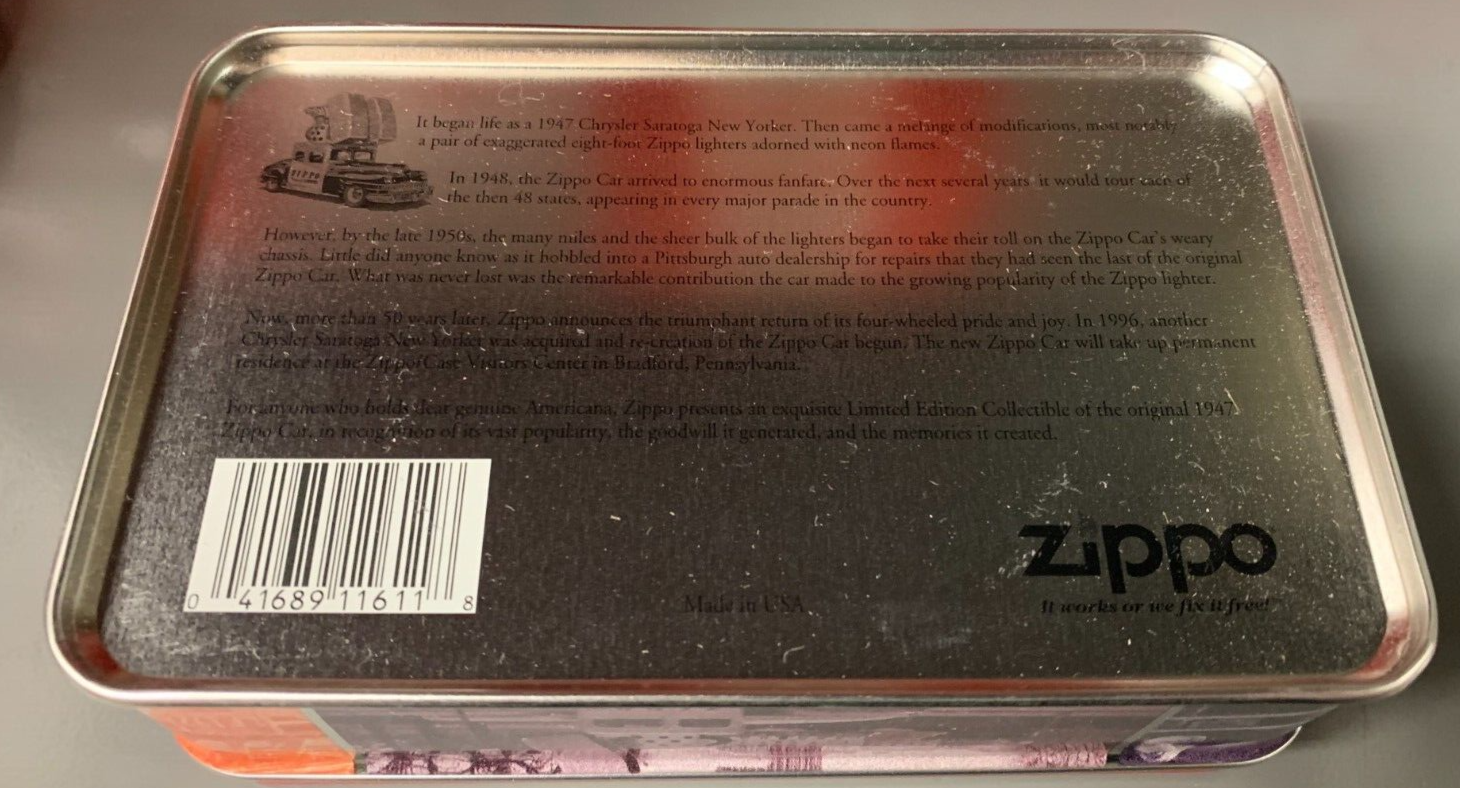 It began life as a 1947 Chrysler Saratoga New Yorker. Then came a melange of modifications, most notably
a pair of exaggerated eight-foot Zippo lighters adorned with neon flames.
ZIPPO
In 1948, the Zippo Car arrived to enormous fanfare. Over the next several years it would tour each of
the then 48 states, appearing in every major parade in the country.
However, by the late 1950s, the many miles and the sheer bulk of the lighters began to take their toll on the Zippo Car's weary
chassis. Little did anyone know as it hobbled into a Pittsburgh auto dealership for repairs that they had seen the last of the original
Zippo Car. What was never lost was the remarkable contribution the car made to the growing popularity of the Zippo lighter.
Now, more than 50 years later, Zippo announces the triumphant return of its four-wheeled pride and joy. In 1996, another
Chrysler Saratoga New Yorker was acquired and re-creation of the Zippo Car begun. The new Zippo Car will take up permanent
residence at the Zippo/Case Visitors Center in Bradford, Pennsylvania.
For anyone who holds dear genuine Americana, Zippo presents an exquisite Limited Edition Collectible of the original 1947
Zippo Car, in recognition of its vast popularity, the goodwill it generated, and the memories it created.
0 41689 11611 8
Made in USA
zippo
It works or we fix it free!™